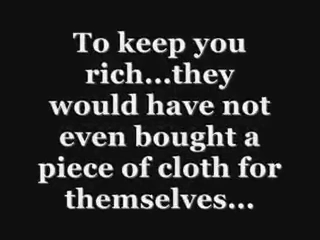 To keep you
rich...they
would have not
even bought a
piece of cloth for
themselves...